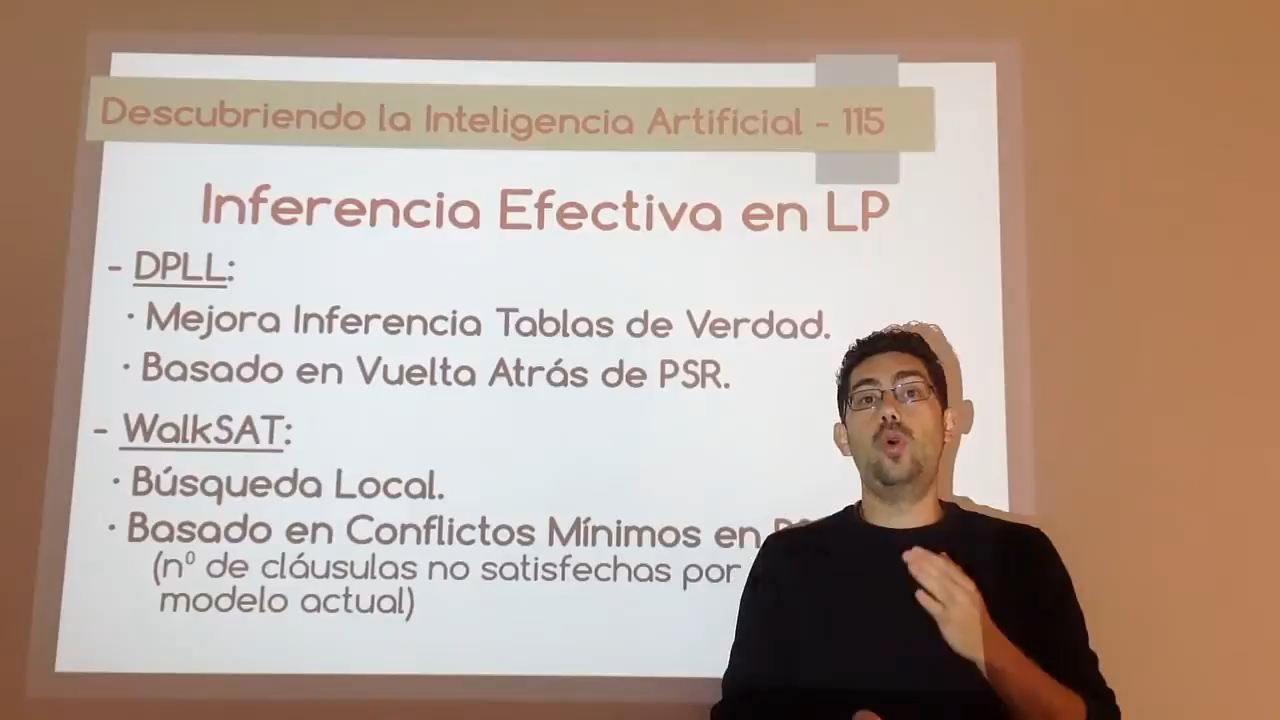 Descubriendo la Inteligencia Artificial - 115
Inferencia Efectiva en LP
- DPLL:
· Mejora Inferencia Tablas de Verdad.
· Basado en Vuelta Atrás de PSR.
- WalkSAT:
· Búsqueda Local.
· Basado en Conflictos Mínimos en
(nº de cláusulas no satisfechas por
modelo actual)